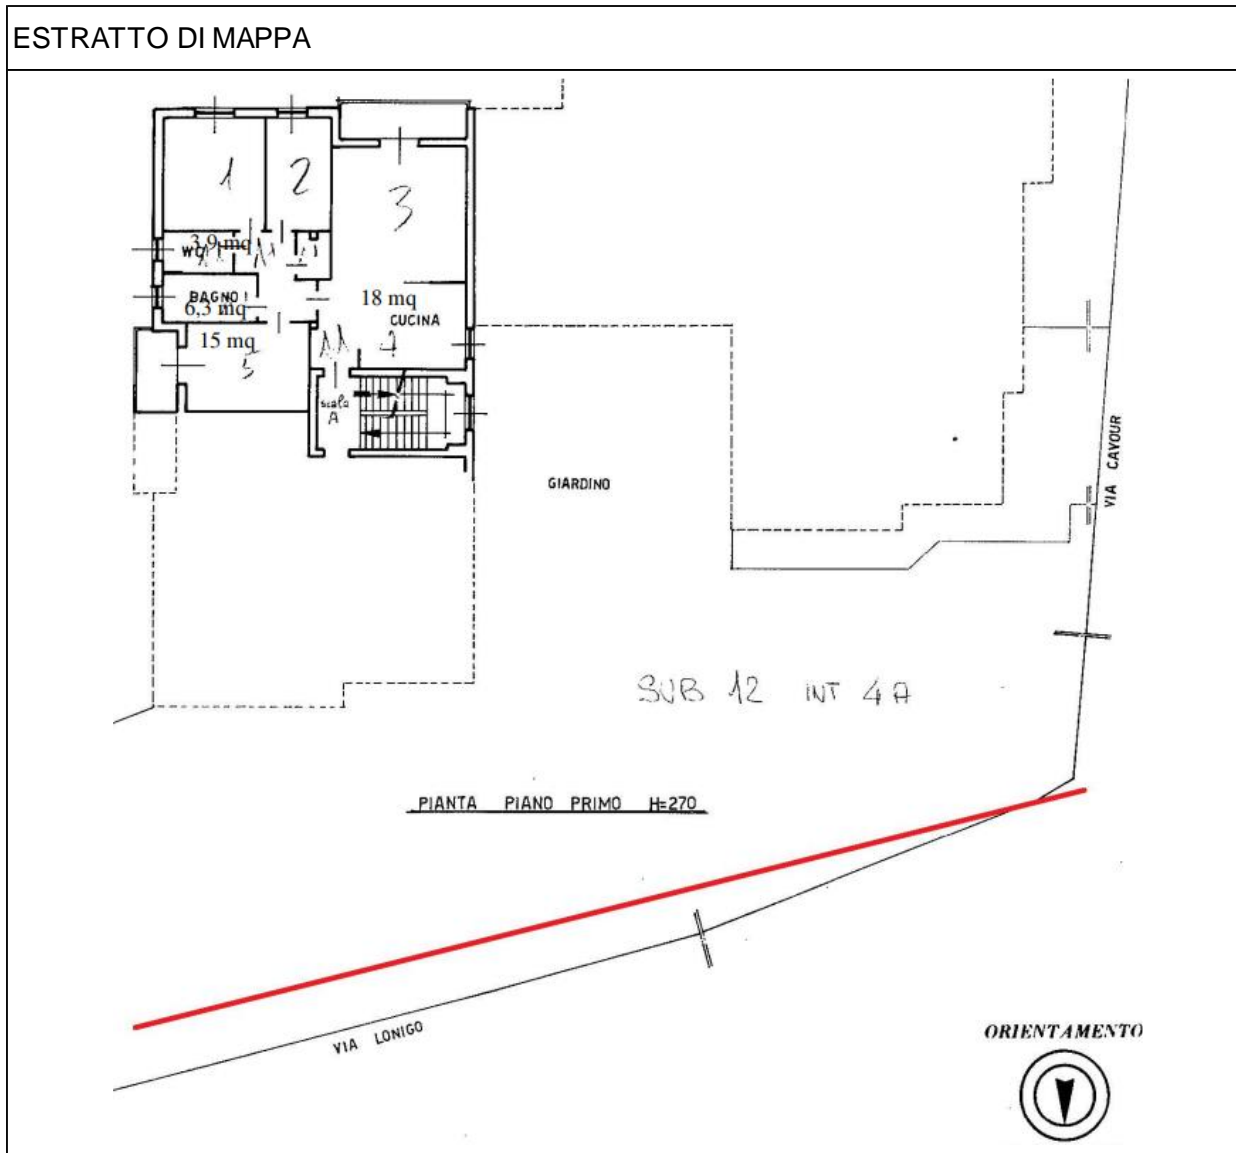 ESTRATTO DI MAPPA
1
2
3
3,9 mq
WC
BAGNO
6,3 mq
18 mq
CUCINA
15 mq
5
4
scala
A
GIARDINO
VIA CAVOUR
SUB 12 INT 4A
PIANTA PIANO PRIMO H=270
VIA LONIGO
ORIENTAMENTO